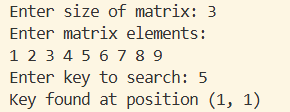 Enter size of matrix: 3
Enter matrix elements:
1 2 3 4 5 6 7 8 9
Enter key to search: 5
Key found at position (1, 1)